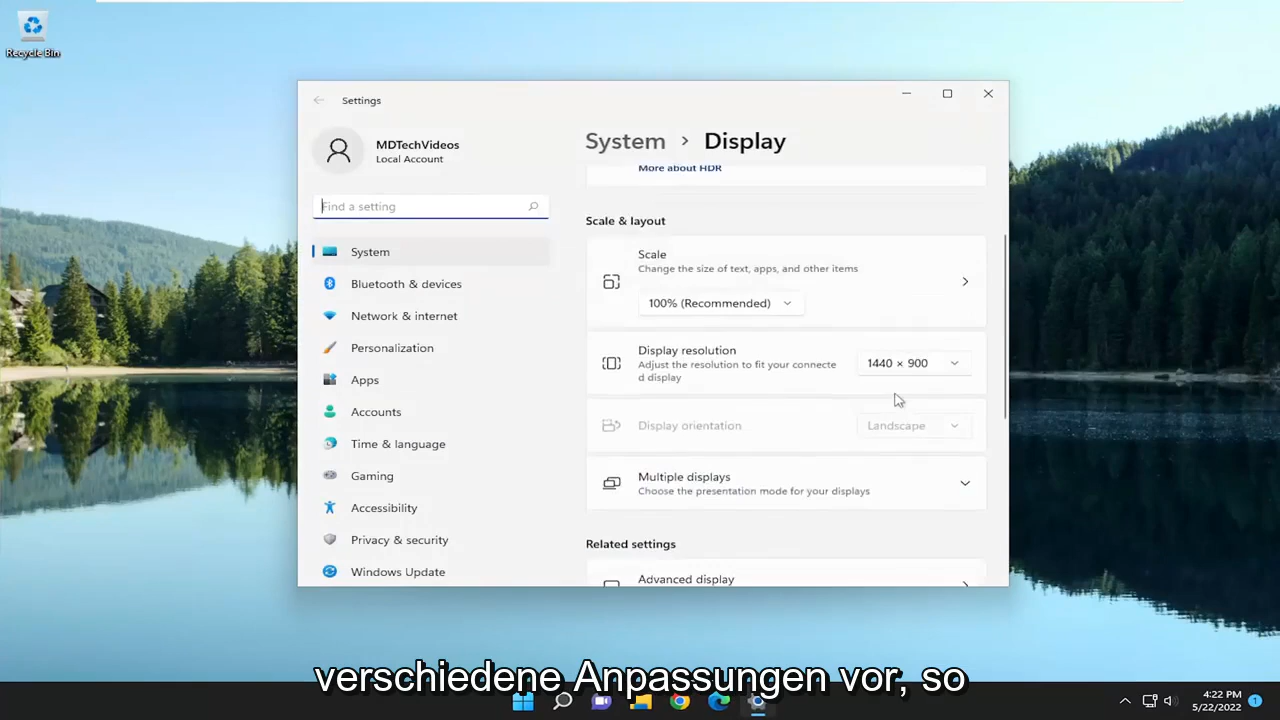 Recycle Bin
Settings
MDTechVideos
Local Account
Find a setting
System
Bluetooth & devices
Network & internet
Personalization
Apps
Accounts
Time & language
Gaming
Accessibility
Privacy & security
Windows Update
System > Display
More about HDR
Scale & layout
Scale
Change the size of text, apps, and other items
100% (Recommended)
Display resolution
Adjust the resolution to fit your connecte
d display
1440 × 900
Display orientation
Landscape
Multiple displays
Choose the presentation mode for your displays
Related settings
Advanced display
verschiedene Anpassungen vor, so
4:22 PM
5/22/2022
1